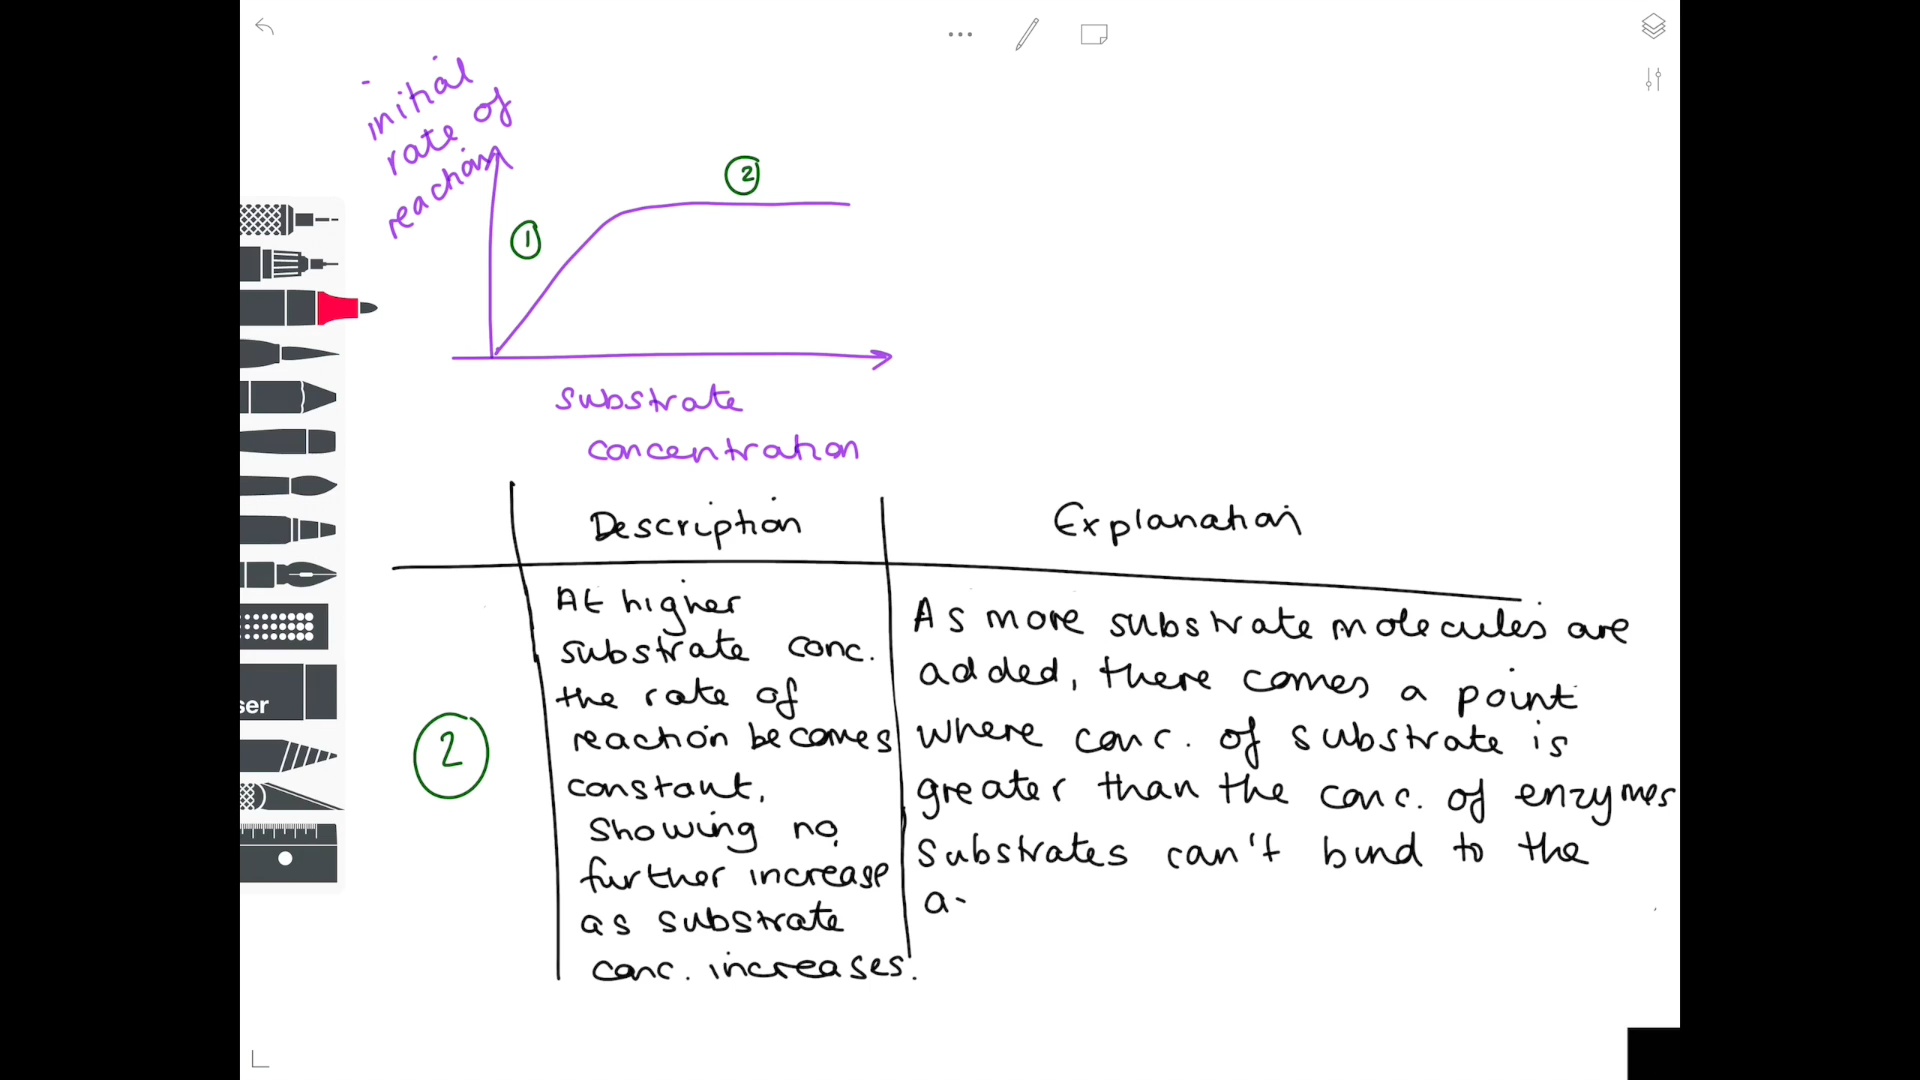 initial
rate of
reaction
①
②
substrate
concentration
Description
Explanation
②
At higher
substrate conc.
the rate of
reaction becomes
constant.
Showing no
further increase
as substrate
conc. increases.
As more substrate molecules are
added, there comes a point
where conc. of substrate is
greater than the conc. of enzymes
Substrates can't bind to the
a
ser